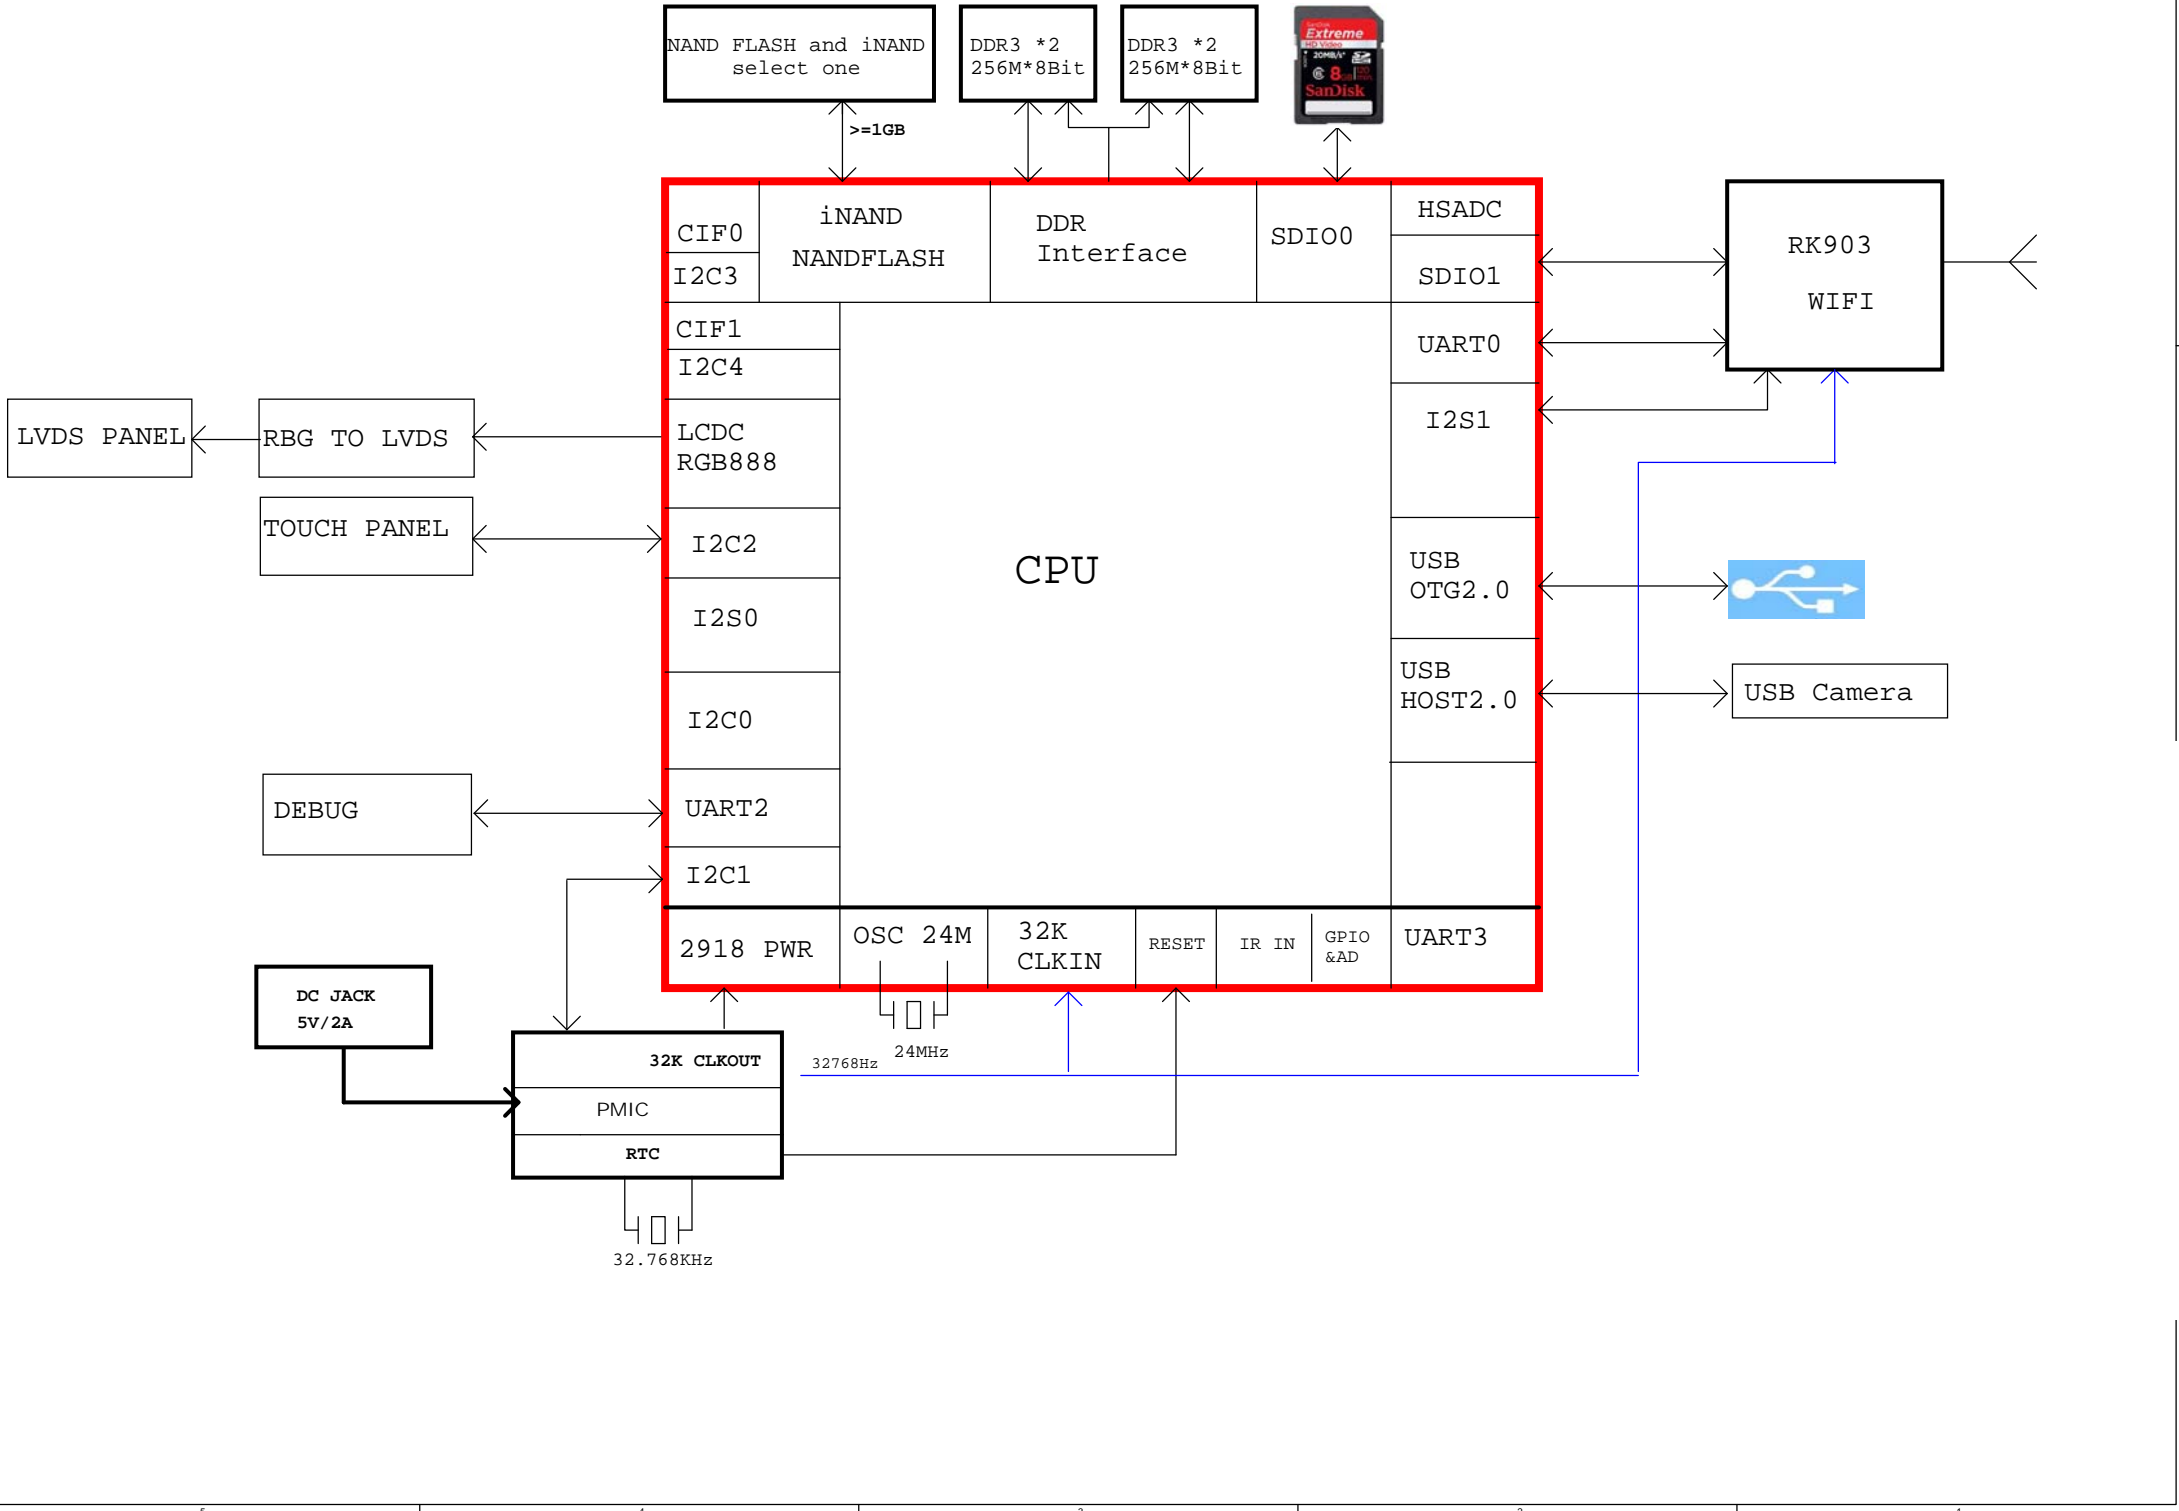 NAND FLASH and iNAND
select one
DDR3 *2
256M*8Bit
DDR3 *2
256M*8Bit
SanDisk
Extreme
HD Video
20MB/s*
8
SanDisk
>=1GB
CIF0
I2C3
iNAND
NANDFLASH
DDR
Interface
SDIO0
HSADC
SDIO1
RK903
WIFI
CIF1
I2C4
UART0
LVDS PANEL
RBG TO LVDS
LCDC
RGB888
I2S1
TOUCH PANEL
I2C2
CPU
USB
OTG2.0
I2S0
USB
HOST2.0
USB Camera
I2C0
DEBUG
UART2
I2C1
2918 PWR
OSC 24M
32K
CLKIN
RESET
IR IN
GPIO
&AD
UART3
DC JACK
5V/2A
24MHz
32K CLKOUT
32768Hz
PMIC
RTC
32.768KHz